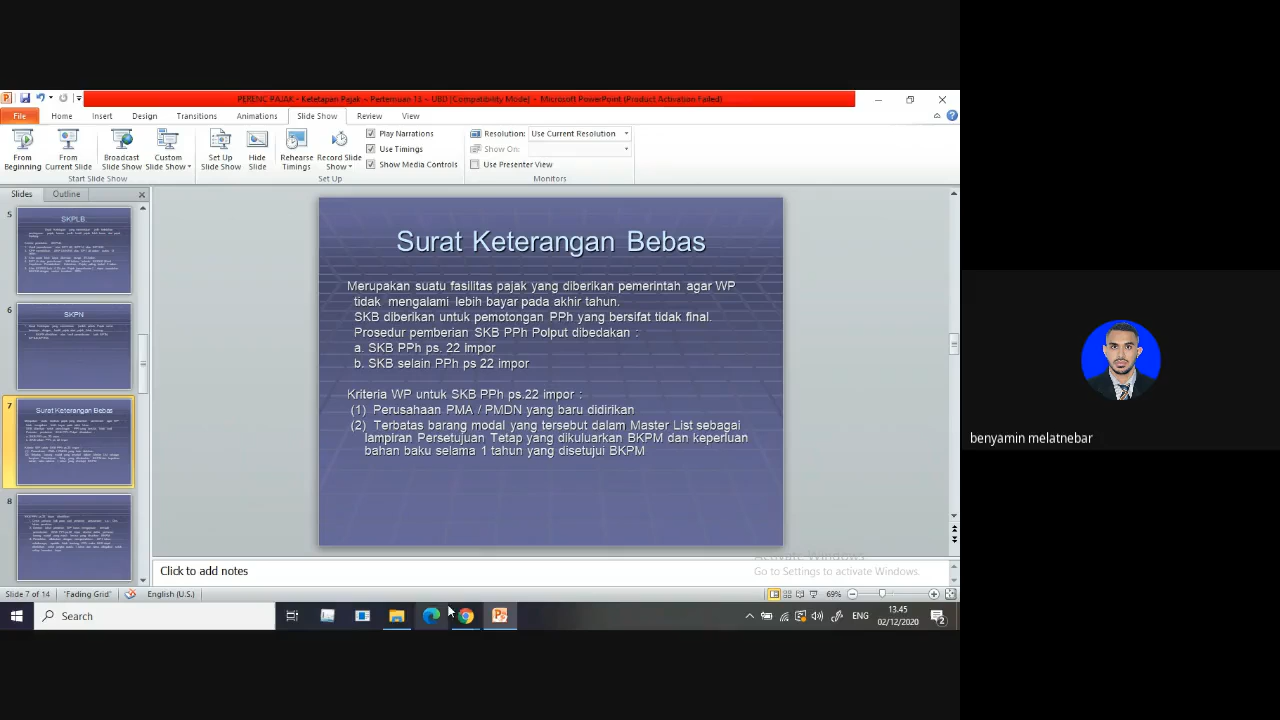 PERENC PAJAK - Ketetapan Pajak ~ Pertemuan 13 ~ UBD [Compatibility Mode] - Microsoft PowerPoint (Product Activation Failed)
File Home Insert Design Transitions Animations Slide Show Review View
From Beginning
From Current Slide
Broadcast Slide Show
Custom Slide Show
Set Up Slide Show
Hide Slide
Rehearse Timings
Record Slide Show
Play Narrations
Use Timings
Show Media Controls
Resolution: Use Current Resolution
Show On:
Use Presenter View
Start Slide Show
Set Up
Monitors
Slides Outline
5
SKPLB
6
SKPN
7
Surat Keterangan Bebas
8
Surat Keterangan Bebas
Merupakan suatu fasilitas pajak yang diberikan pemerintah agar WP
tidak mengalami lebih bayar pada akhir tahun.
SKB diberikan untuk pemotongan PPh yang bersifat tidak final.
Prosedur pemberian SKB PPh Polput dibedakan :
a. SKB PPh ps. 22 impor
b. SKB selain PPh ps 22 impor
Kriteria WP untuk SKB PPh ps.22 impor :
(1) Perusahaan PMA / PMDN yang baru didirikan
(2) Terbatas barang modal yang tersebut dalam Master List sebagai
lampiran Persetujuan Tetap yang dikuluarkan BKPM dan keperluan
bahan baku selama 1 tahun yang disetujui BKPM
Click to add notes
Activate Windows
Go to Settings to activate Windows.
Slide 7 of 14 "Fading Grid" English (U.S.) 69%
Search
ENG
13.45
02/12/2020
2
benyamin melatnebar